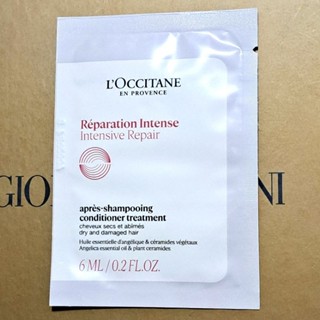 L'OCCITANE
EN PROVENCE
Réparation Intense
Intensive Repair
GIO
NI
après-shampooing
conditioner treatment
cheveux secs et abîmés
dry and damaged hair
Huile essentielle d'angélique & céramides végétaux
Angelica essential oil & plant ceramides
6 ML / 0.2 FL.OZ.